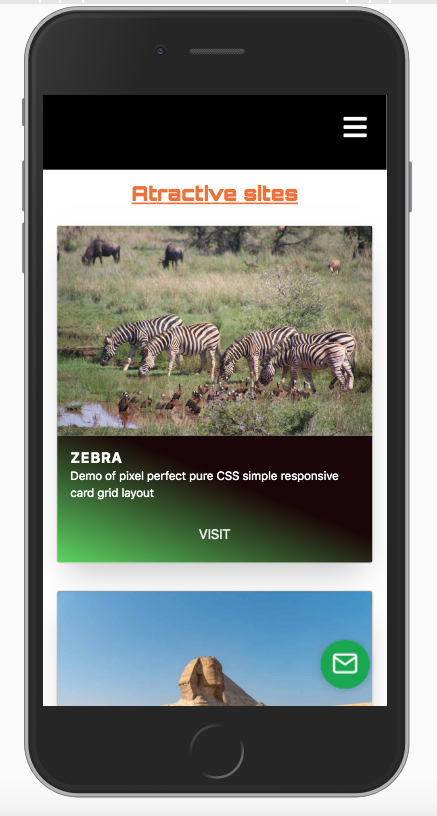 Atractive sites
ZEBRA
Demo of pixel perfect pure CSS simple responsive
card grid layout
VISIT